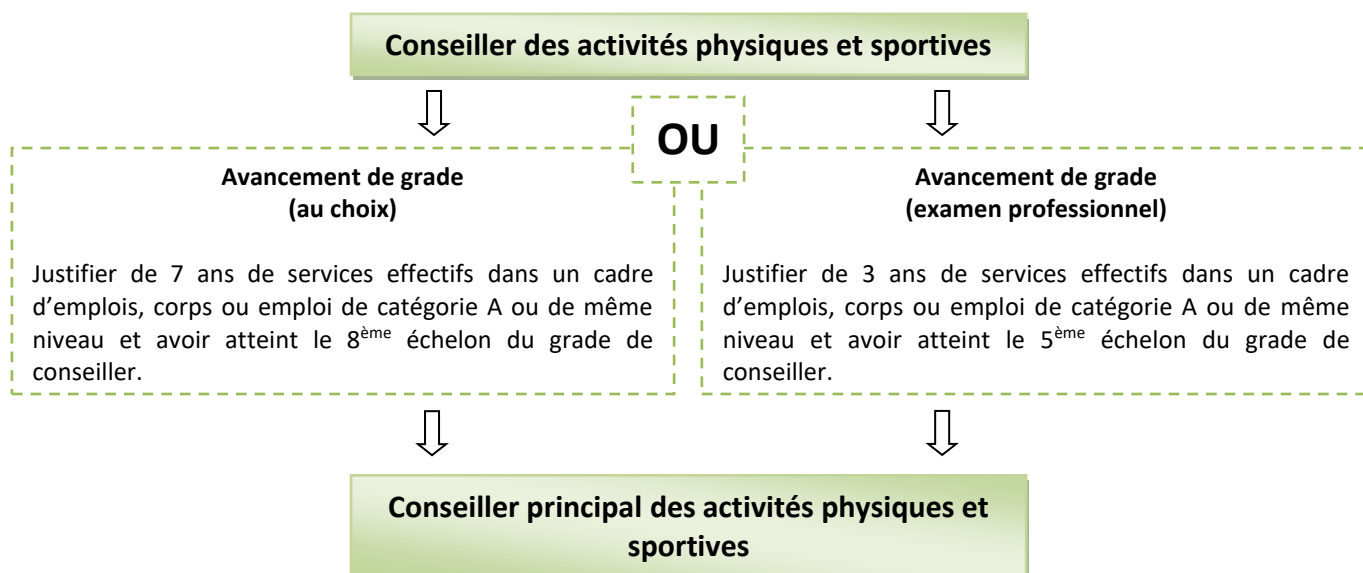 Conseiller des activités physiques et sportives
OU
Avancement de grade
(au choix)
Justifier de 7 ans de services effectifs dans un cadre
d’emplois, corps ou emploi de catégorie A ou de même
niveau et avoir atteint le 8ème échelon du grade de
conseiller.
Avancement de grade
(examen professionnel)
Justifier de 3 ans de services effectifs dans un cadre
d’emplois, corps ou emploi de catégorie A ou de même
niveau et avoir atteint le 5ème échelon du grade de
conseiller.
Conseiller principal des activités physiques et
sportives